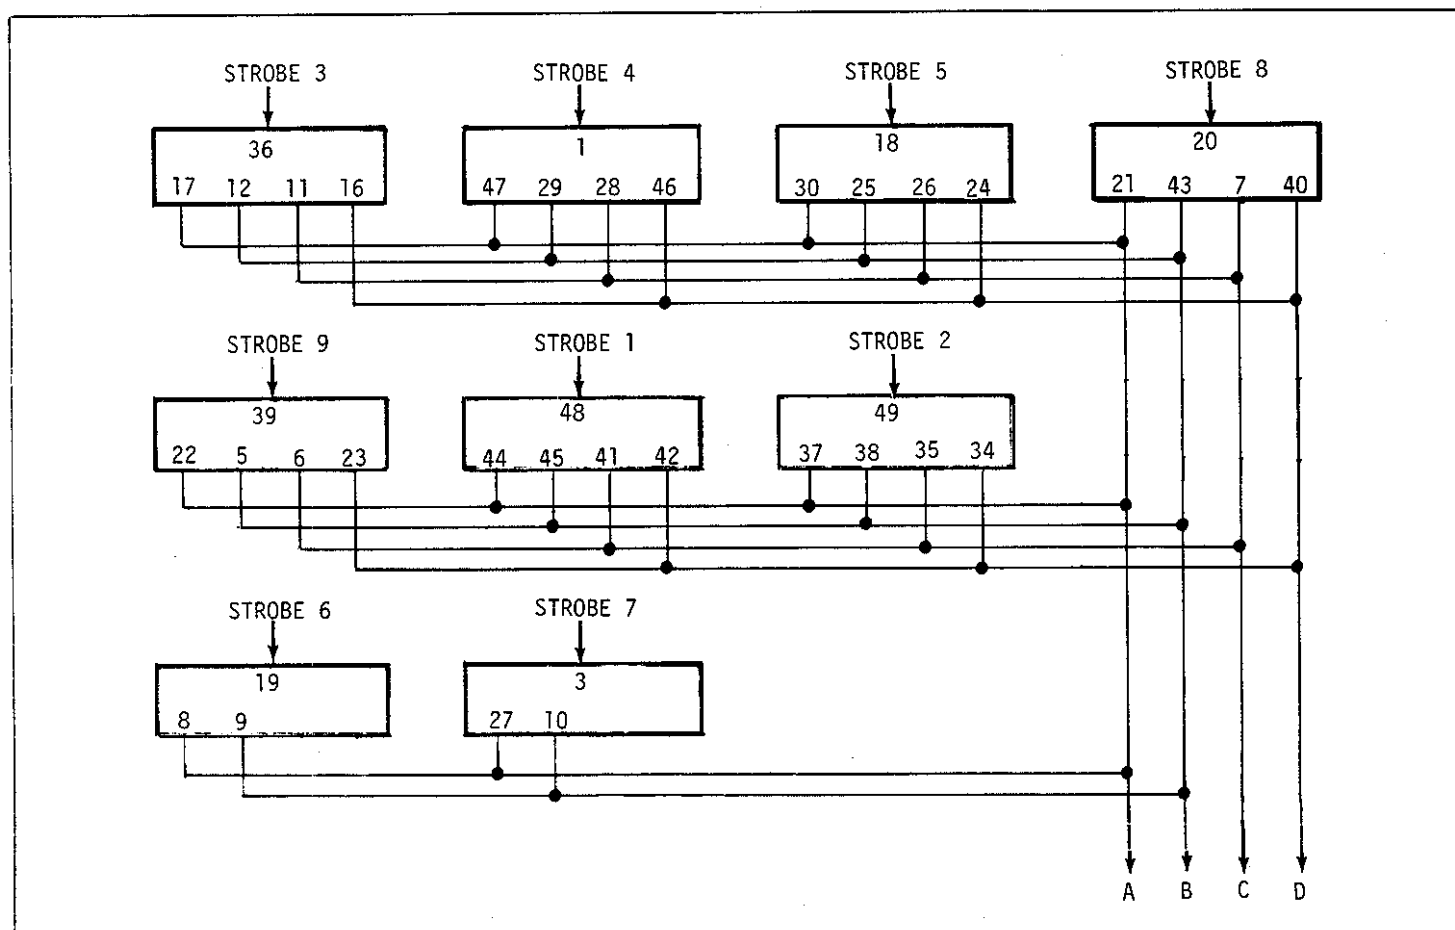 STROBE 3 STROBE 4 STROBE 5 STROBE 8
36 1 18 20
17 12 11 16 47 29 28 46 30 25 26 24 21 43 7 40
STROBE 9 STROBE 1 STROBE 2
39 48 49
22 5 6 23 44 45 41 42 37 38 35 34
STROBE 6 STROBE 7
19 3
8 9 27 10
A B C D